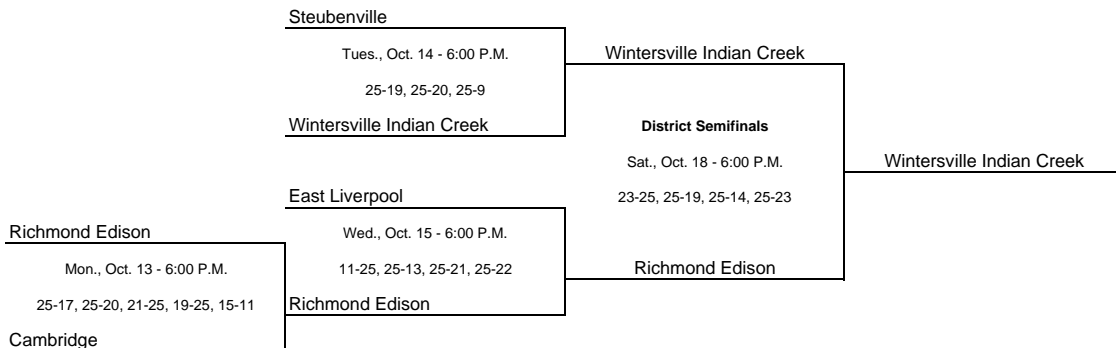 Steubenville
Tues., Oct. 14 - 6:00 P.M.
Wintersville Indian Creek
25-19, 25-20, 25-9
Wintersville Indian Creek
District Semifinals
Sat., Oct. 18 - 6:00 P.M.
Wintersville Indian Creek
East Liverpool
23-25, 25-19, 25-14, 25-23
Richmond Edison
Wed., Oct. 15 - 6:00 P.M.
Mon., Oct. 13 - 6:00 P.M.
11-25, 25-13, 25-21, 25-22
Richmond Edison
25-17, 25-20, 21-25, 19-25, 15-11
Richmond Edison
Cambridge